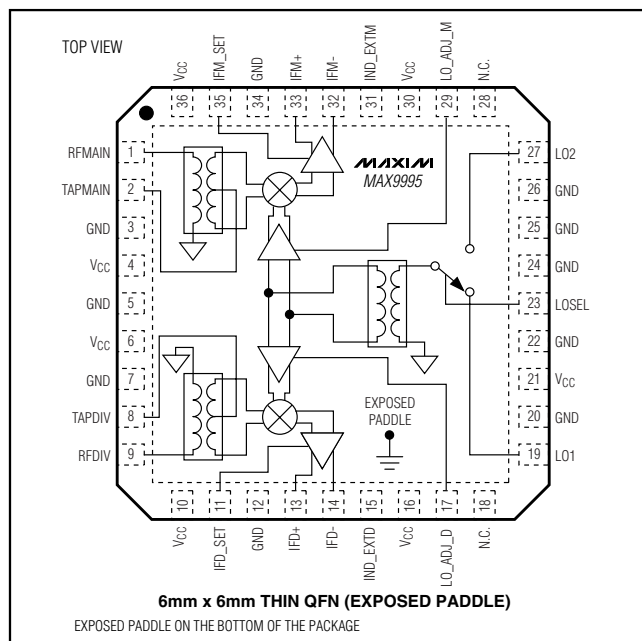 TOP VIEW
VCC
IFM_SET
GND
IFM+
IFM-
IND_EXTM
VCC
LO_ADJ_M
N.C.
36
35
34
33
32
31
30
29
28
RFMAIN 1
TAPMAIN 2
GND 3
VCC 4
GND 5
VCC 6
GND 7
TAPDIV 8
RFDIV 9
MAXIM
MAX9995
EXPOSED
PADDLE
27 LO2
26 GND
25 GND
24 GND
23 LOSEL
22 GND
21 VCC
20 GND
19 LO1
10
11
12
13
14
15
16
17
18
VCC
IFD_SET
GND
IFD+
IFD-
IND_EXTD
VCC
LO_ADJ_D
N.C.
6mm x 6mm THIN QFN (EXPOSED PADDLE)
EXPOSED PADDLE ON THE BOTTOM OF THE PACKAGE